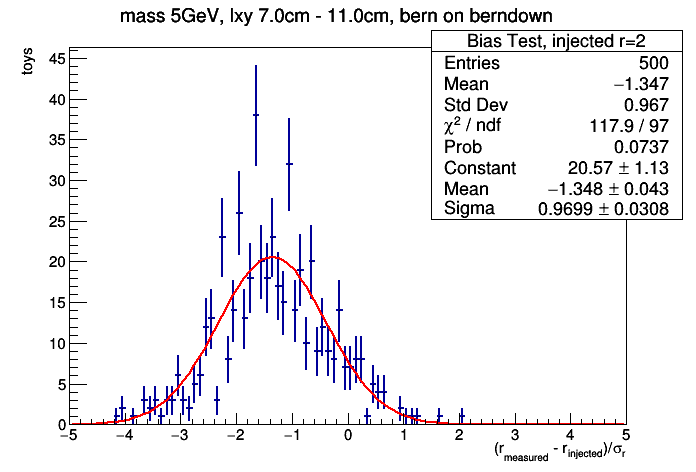 mass 5GeV, lxy 7.0cm - 11.0cm, bern on berndown
toys
Bias Test, injected r=2
Entries 500
Mean −1.347
Std Dev 0.967
χ² / ndf 117.9 / 97
Prob 0.0737
Constant 20.57 ± 1.13
Mean −1.348 ± 0.043
Sigma 0.9699 ± 0.0308
45
40
35
30
25
20
15
10
5
0
−5 −4 −3 −2 −1 0 1 2 3 4 5
(r_measured - r_injected)/σ_r